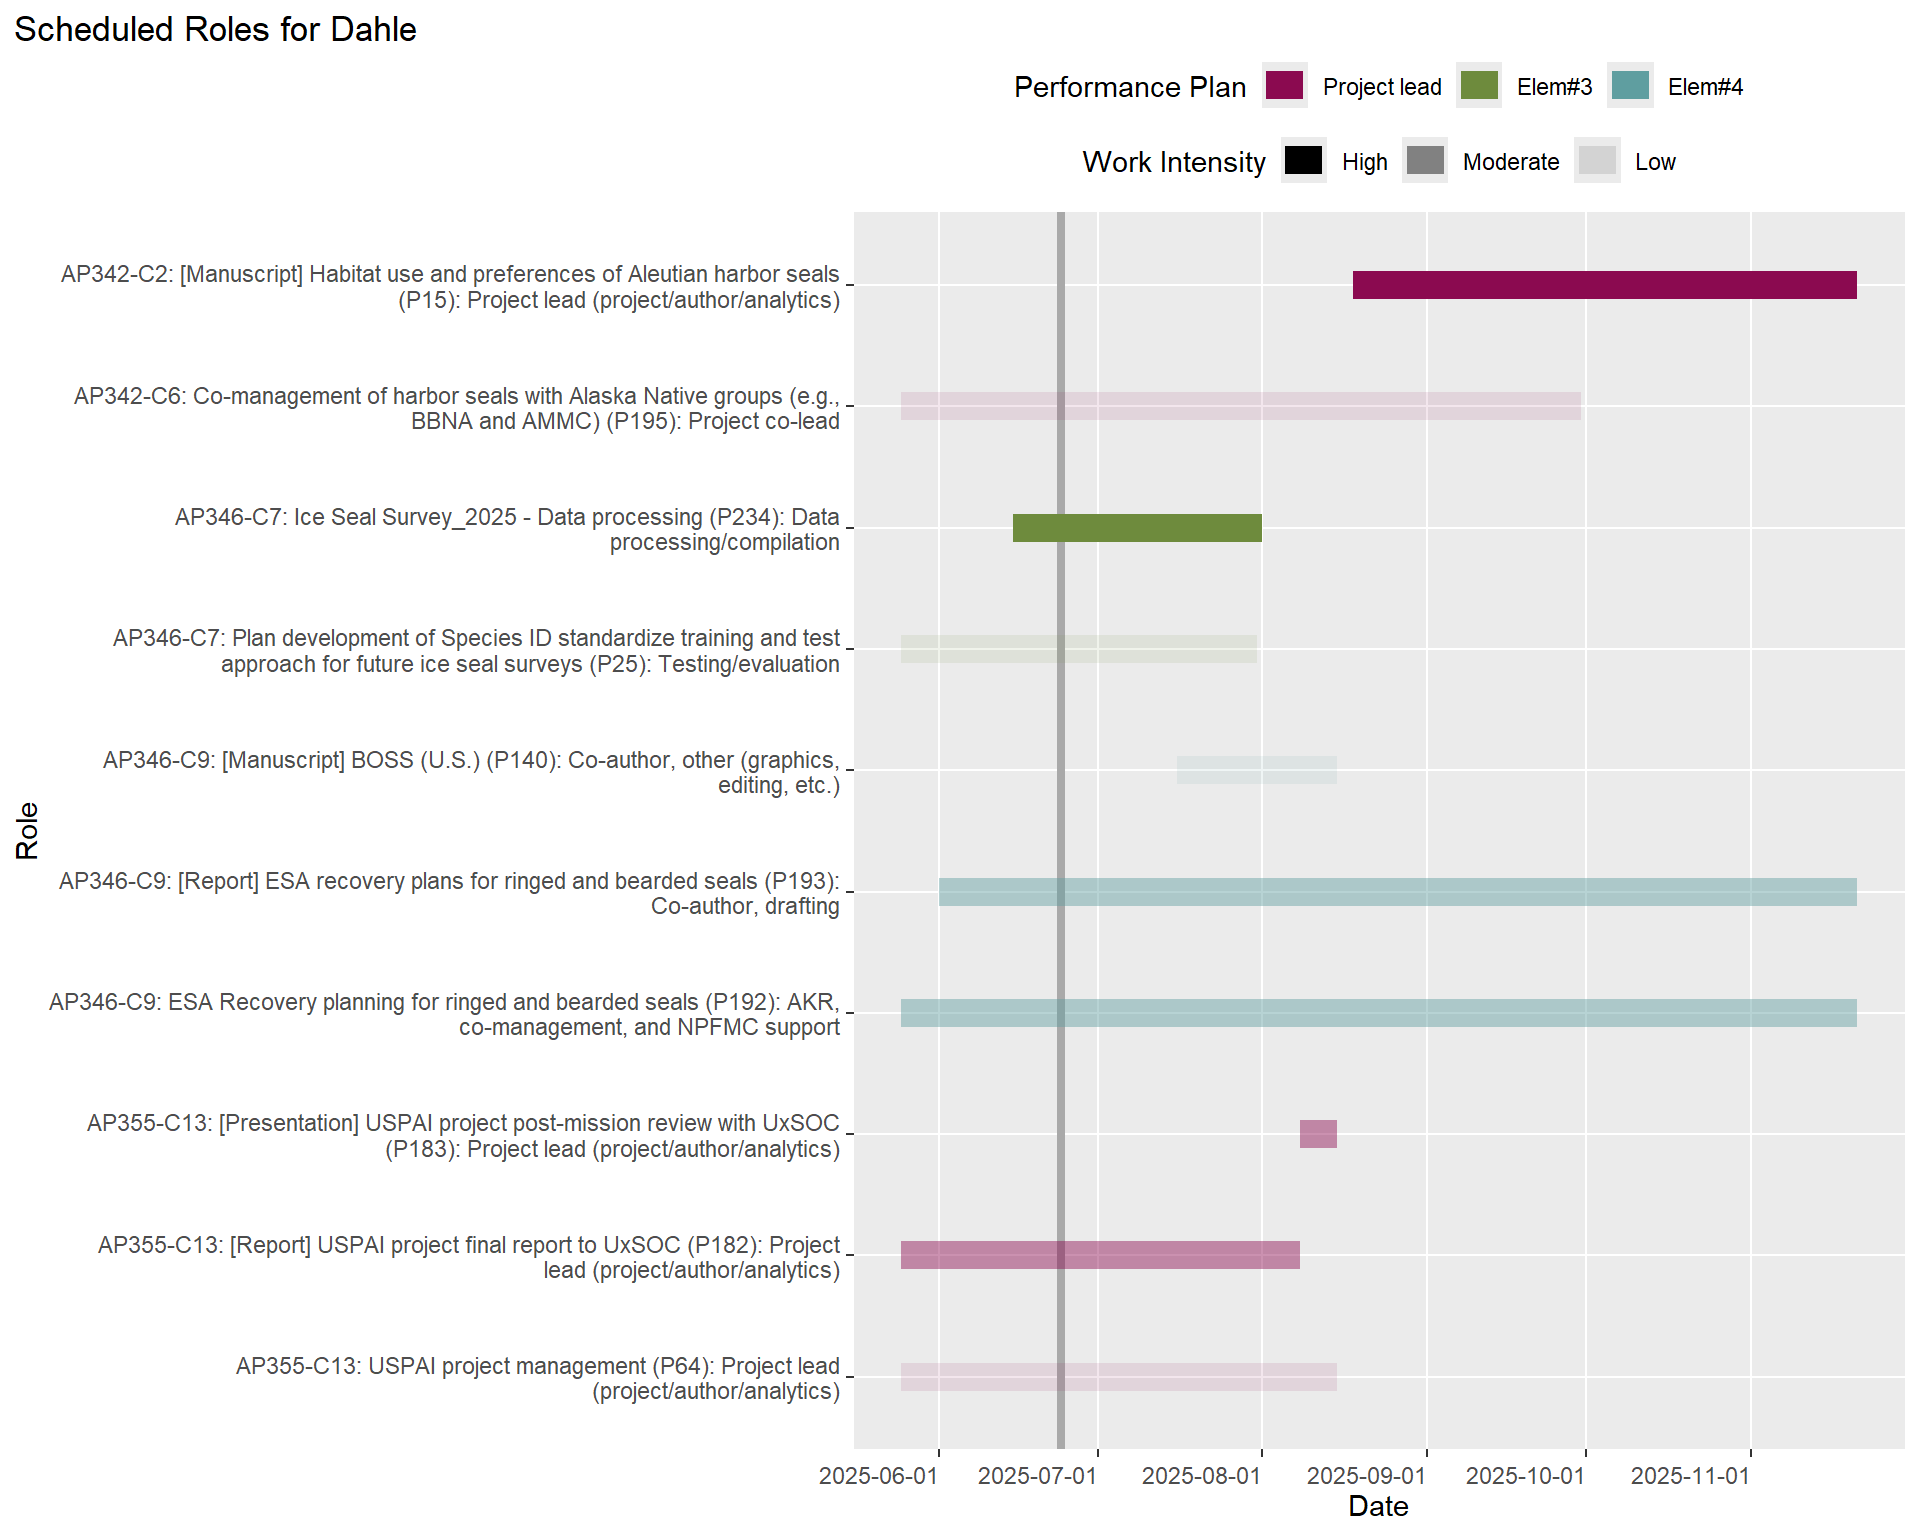 Scheduled Roles for Dahle
Performance Plan Project lead Elem#3 Elem#4
Work Intensity High Moderate Low
AP342-C2: [Manuscript] Habitat use and preferences of Aleutian harbor seals
(P15): Project lead (project/author/analytics)
AP342-C6: Co-management of harbor seals with Alaska Native groups (e.g.,
BBNA and AMMC) (P195): Project co-lead
AP346-C7: Ice Seal Survey_2025 - Data processing (P234): Data
processing/compilation
AP346-C7: Plan development of Species ID standardize training and test
approach for future ice seal surveys (P25): Testing/evaluation
AP346-C9: [Manuscript] BOSS (U.S.) (P140): Co-author, other (graphics,
editing, etc.)
Role
AP346-C9: [Report] ESA recovery plans for ringed and bearded seals (P193):
Co-author, drafting
AP346-C9: ESA Recovery planning for ringed and bearded seals (P192): AKR,
co-management, and NPFMC support
AP355-C13: [Presentation] USPAI project post-mission review with UxSOC
(P183): Project lead (project/author/analytics)
AP355-C13: [Report] USPAI project final report to UxSOC (P182): Project
lead (project/author/analytics)
AP355-C13: USPAI project management (P64): Project lead
(project/author/analytics)
2025-06-01 2025-07-01 2025-08-01 2025-09-01 2025-10-01 2025-11-01
Date